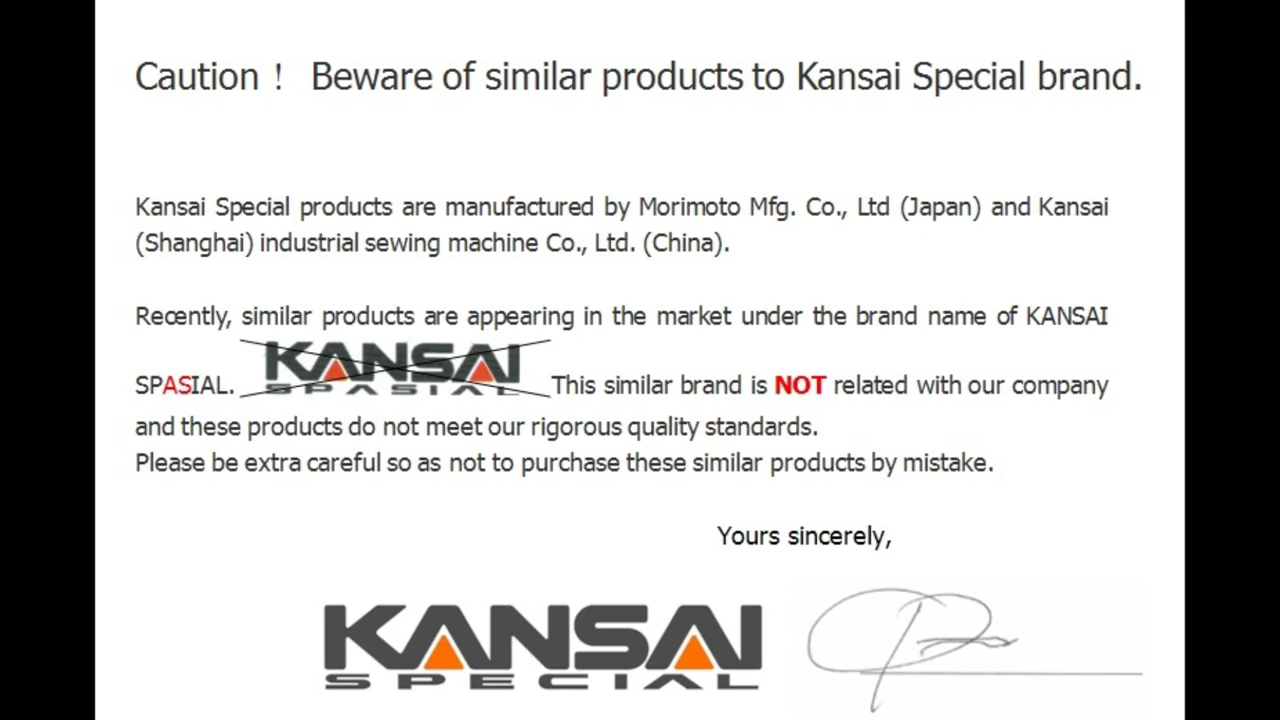 Caution！ Beware of similar products to Kansai Special brand.
Kansai Special products are manufactured by Morimoto Mfg. Co., Ltd (Japan) and Kansai
(Shanghai) industrial sewing machine Co., Ltd. (China).
Recently, similar products are appearing in the market under the brand name of KANSAI
SPASIAL. KANSAI SPASIAL This similar brand is NOT related with our company
and these products do not meet our rigorous quality standards.
Please be extra careful so as not to purchase these similar products by mistake.
Yours sincerely,
KANSAI
SPECIAL